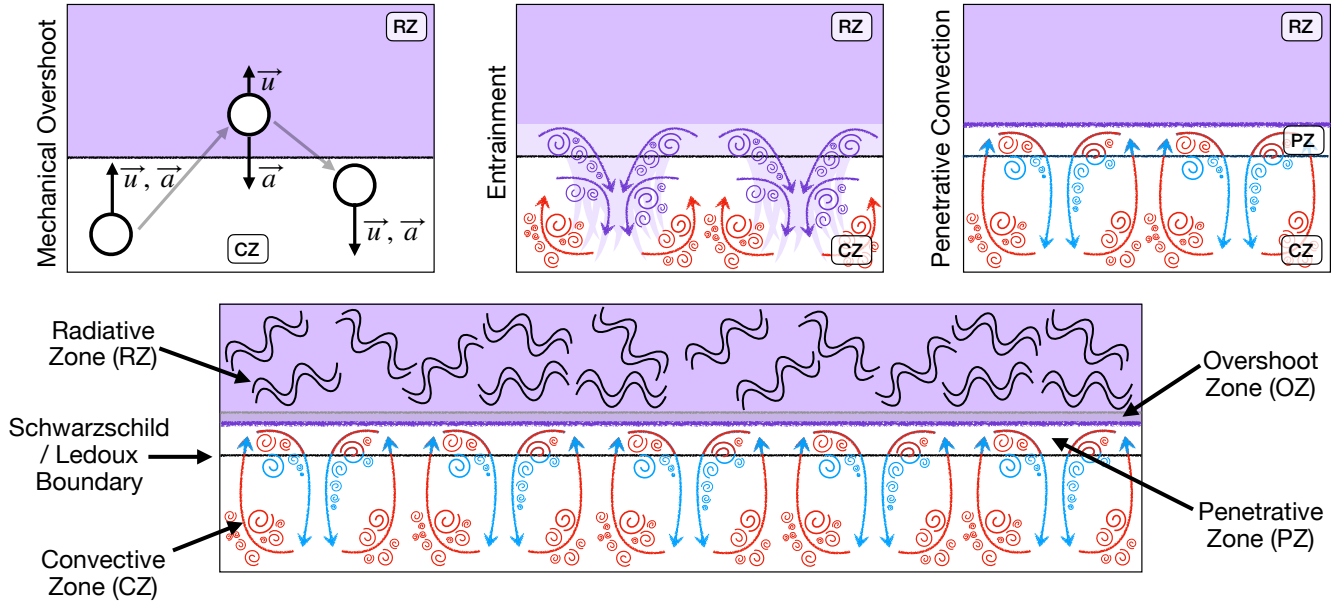 Mechanical Overshoot
RZ
u
u, a
a
u, a
CZ
Entrainment
RZ
CZ
Penetrative Convection
RZ
PZ
CZ
Radiative
Zone (RZ)
Schwarzschild
/ Ledoux
Boundary
Convective
Zone (CZ)
Overshoot
Zone (OZ)
Penetrative
Zone (PZ)